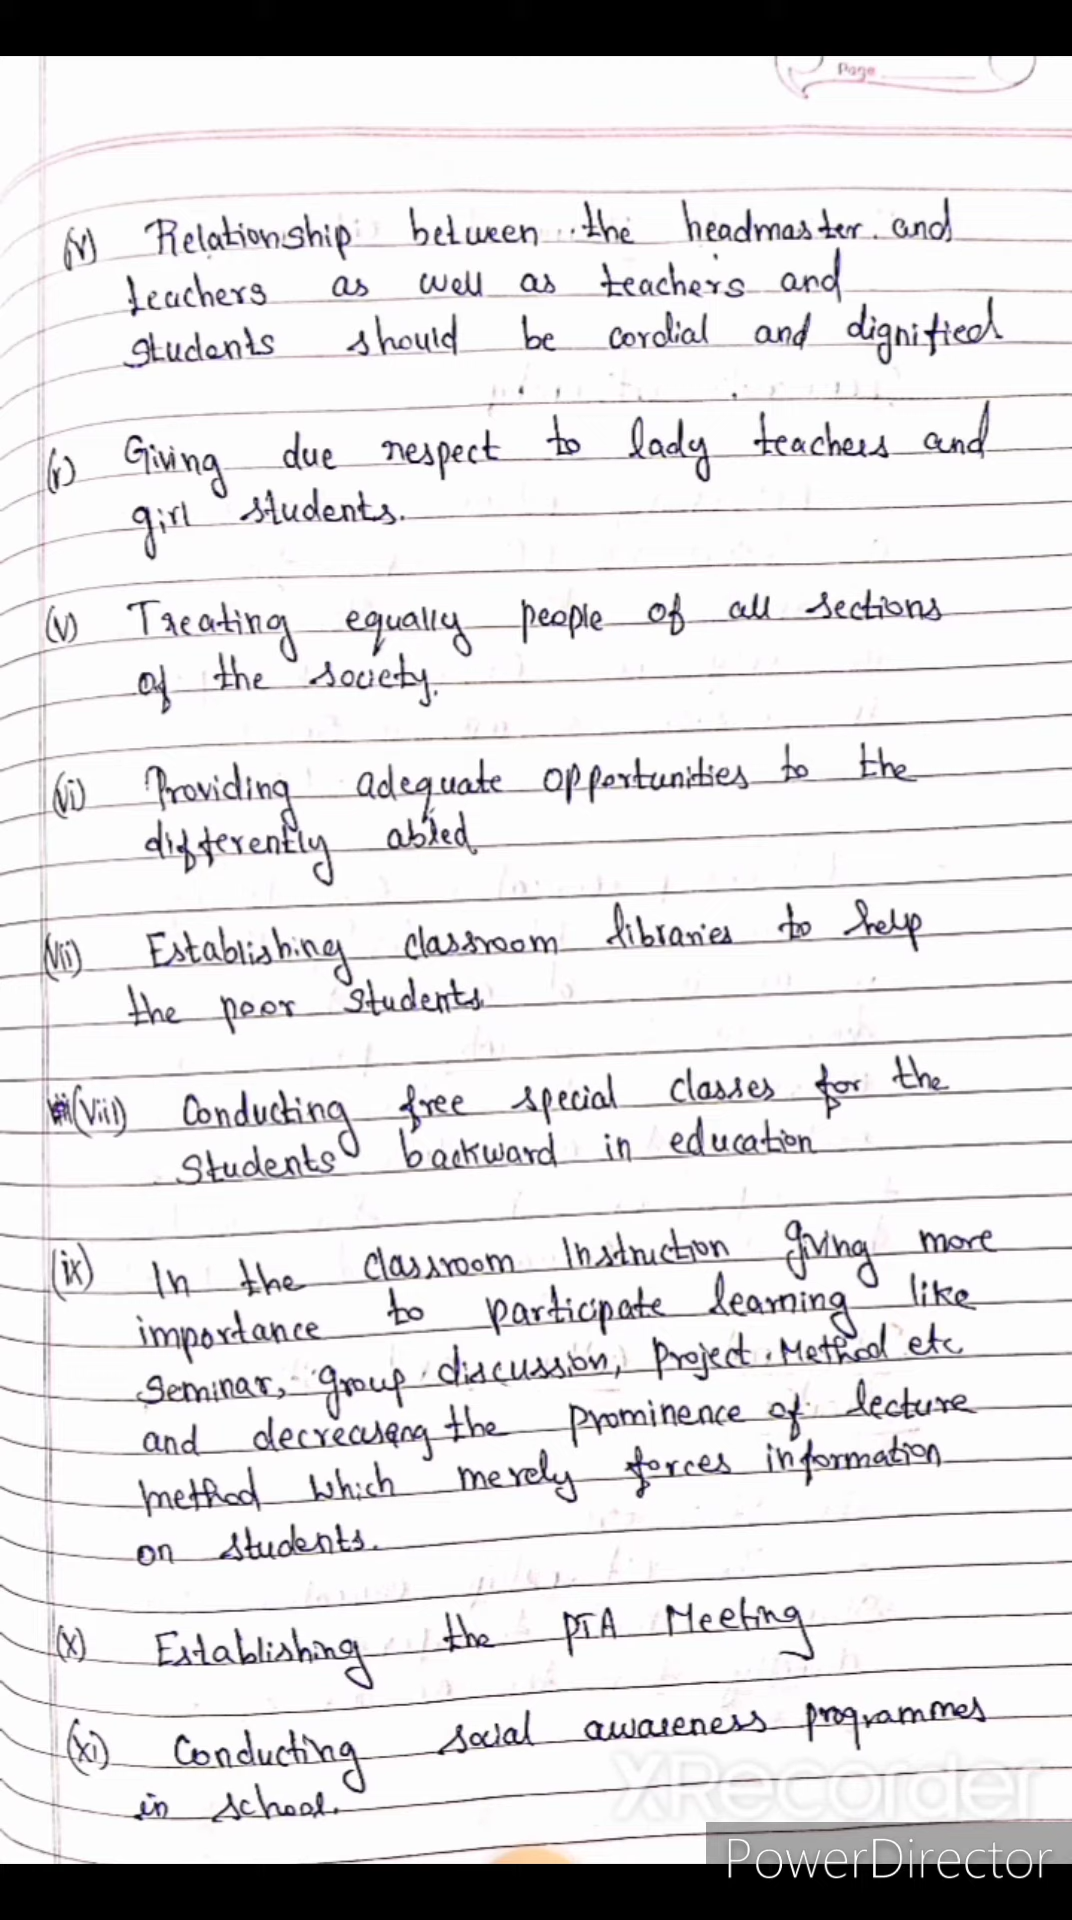 Page
(v) Relationship between the headmaster and
teachers as well as teachers and
students should be cordial and dignified
(v) Giving due respect to lady teachers and
girl students.
(v) Treating equally people of all sections
of the society.
(vi) Providing adequate opportunities to the
differently abled
(vii) Establishing classroom libraries to help
the poor students.
(viii) Conducting free special classes for the
students backward in education
(ix) In the classroom Instruction giving more
importance to participate learning like
seminar, group discussion, Project Method etc
and decreaseng the prominence of lecture
method which merely forces information
on students.
(x) Establishing the PTA Meeting
(xi) Conducting social awareness programmes
in school.
XRecorder
PowerDirector